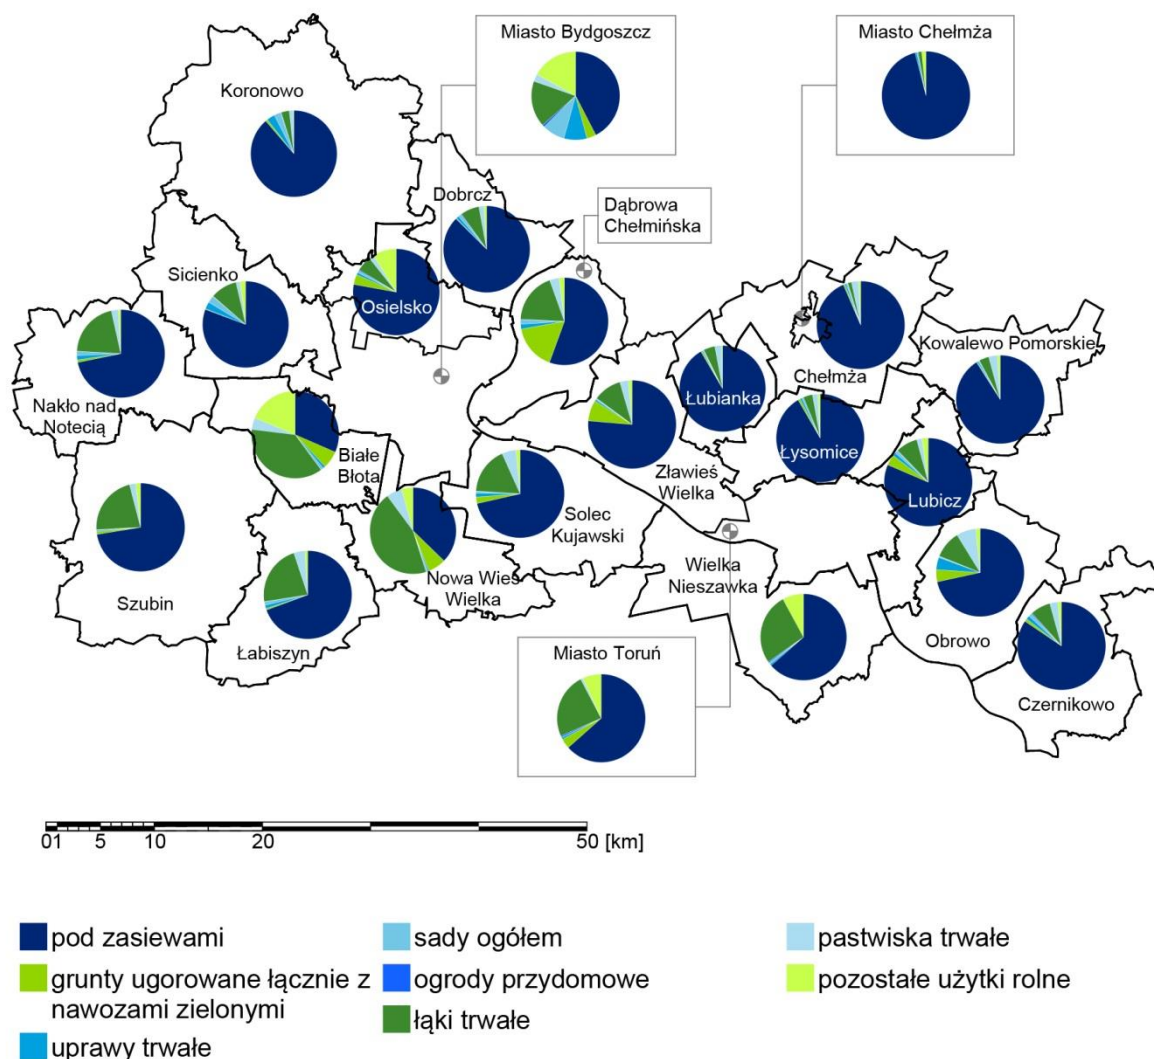 Miasto Bydgoszcz
Miasto Chełmża
Koronowo
Dobrcz
Dąbrowa
Chełmińska
Sicienko
Osielsko
Kowalewo Pomorskie
Chełmża
Łubianka
Nakło nad
Notecią
Łysomice
Białe
Błota
Zławieś
Wielka
Lubicz
Solec
Kujawski
Wielka
Nieszawka
Nowa Wieś
Wielka
Szubin
Obrowo
Łabiszyn
Miasto Toruń
Czernikowo
01 5 10 20 50 [km]
pod zasiewami
grunty ugorowane łącznie z
nawozami zielonymi
uprawy trwałe
sady ogółem
ogrody przydomowe
łąki trwałe
pastwiska trwałe
pozostałe użytki rolne